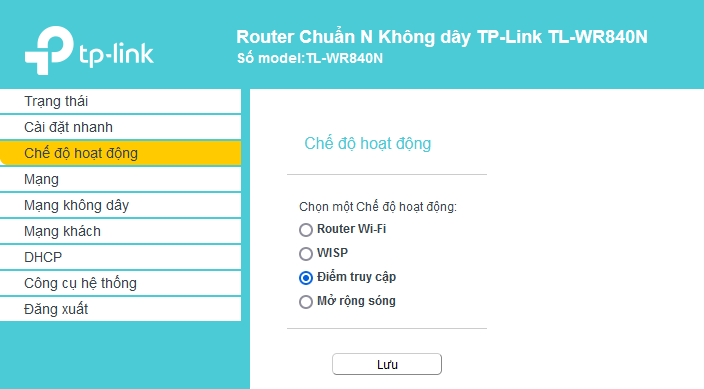 tp-link
Router Chuẩn N Không dây TP-Link TL-WR840N
Số model:TL-WR840N
Trạng thái
Cài đặt nhanh
Chế độ hoạt động
Mạng
Mạng không dây
Mạng khách
DHCP
Công cụ hệ thống
Đăng xuất
Chế độ hoạt động
Chọn một Chế độ hoạt động:
Router Wi-Fi
WISP
Điểm truy cập
Mở rộng sóng
Lưu